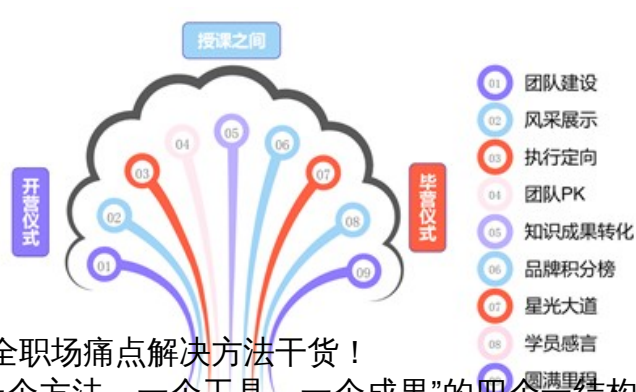 授课之间
开营仪式
毕营仪式
01
02
03
04
05
06
07
08
09
01 团队建设
02 风采展示
03 执行定向
04 团队PK
05 知识成果转化
06 品牌积分榜
07 星光大道
08 学员感言
圆满里程
全职场痛点解决方法干货！
个方法、一个工具、一个成果”的四个一结构